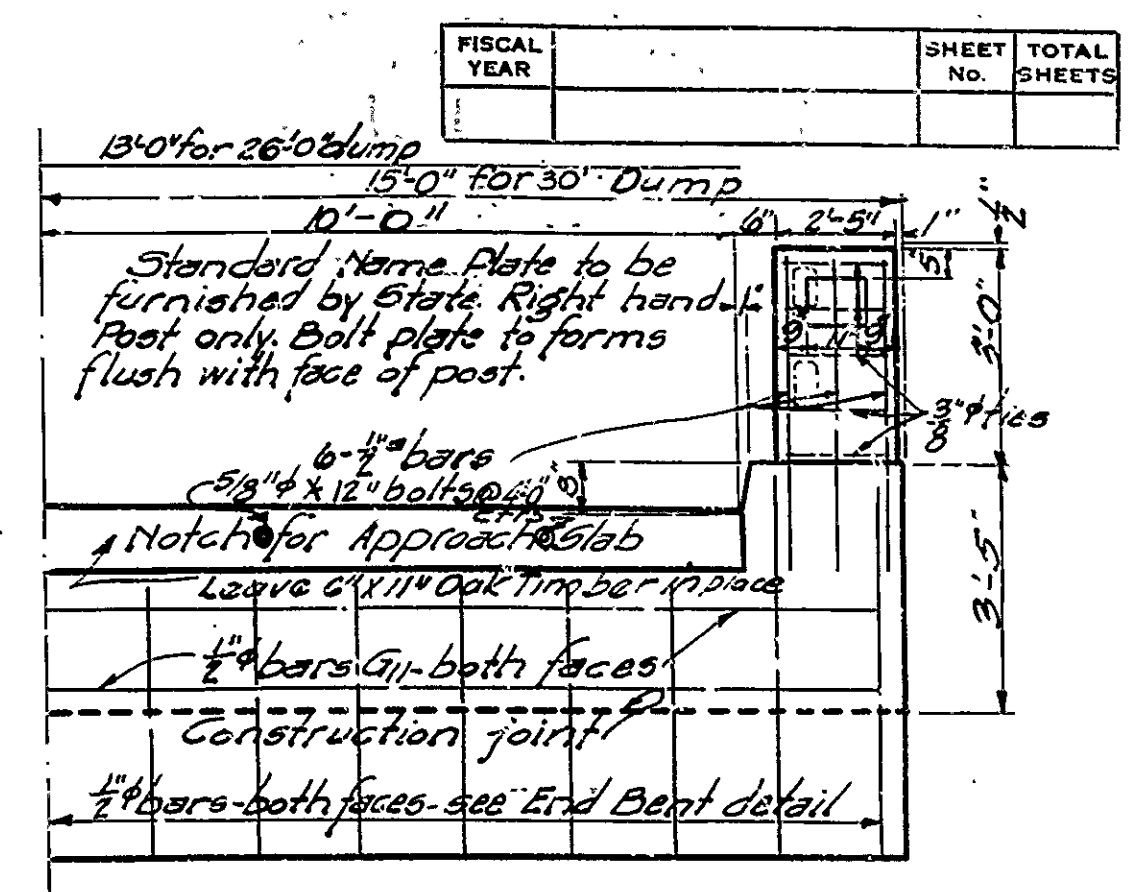 FISCAL YEAR
SHEET No.
TOTAL SHEETS
13'-0" for 26'-0" dump
15'-0" for 30' Dump
10'-0"
6"
2'-5"
1"
1/2"
5"
Standard Name Plate to be
furnished by State. Right hand
Post only. Bolt plate to forms
flush with face of post.
1"
9"
11"
9"
3'-0"
3/8"φ ties
6-1/2"▫ bars
5/8"φ X 12" bolts @ 4'-0"
Ctrs.
8"
Notch for Approach Slab
Leave 6" X 11" Oak Timber in place
3'-5"
1/2"φ bars G11-both faces
Construction joint
1/2"φ bars-both faces-see End Bent detail